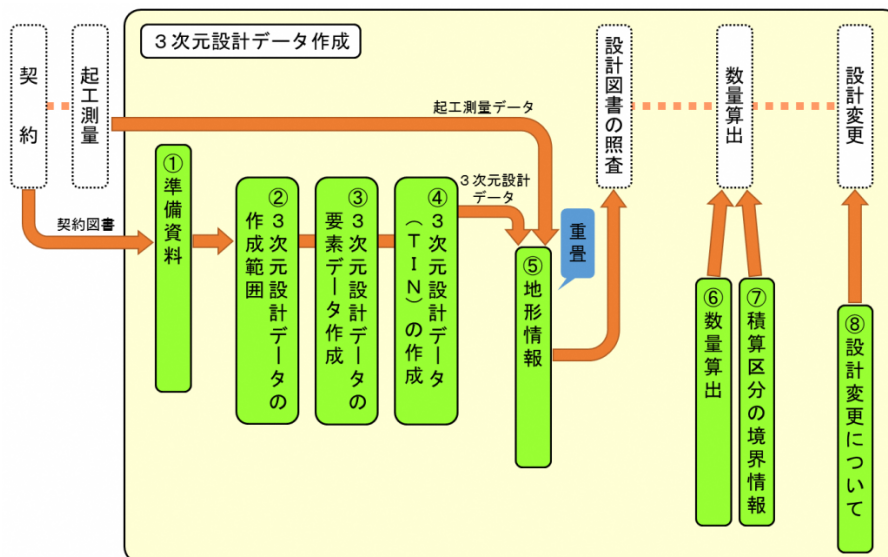 3次元設計データ作成
契約
起工測量
設計図書の照査
数量算出
設計変更
起工測量データ
契約図書
3次元設計
データ
重畳
①準備資料
②3次元設計データの
作成範囲
③3次元設計データの
要素データ作成
④3次元設計データ
(TIN)の作成
⑤地形情報
⑥数量算出
⑦積算区分の境界情報
⑧設計変更について